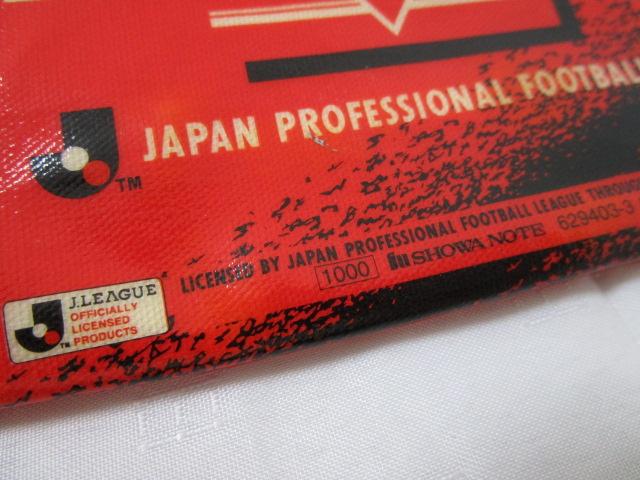 JAPAN PROFESSIONAL FOOTBALL
TM
LICENSED BY JAPAN PROFESSIONAL FOOTBALL LEAGUE
1000 SHOWA NOTE 629403-3
J.LEAGUE
OFFICIALLY
LICENSED
PRODUCTS
TM